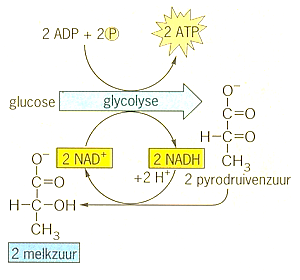 2 ADP + 2 P
2 ATP
glucose
glycolyse
O⁻
C=O
H–C=O
CH₃
2 pyrodruivenzuur
2 NAD⁺
2 NADH
+2 H⁺
O⁻
C=O
H–C–OH
CH₃
2 melkzuur